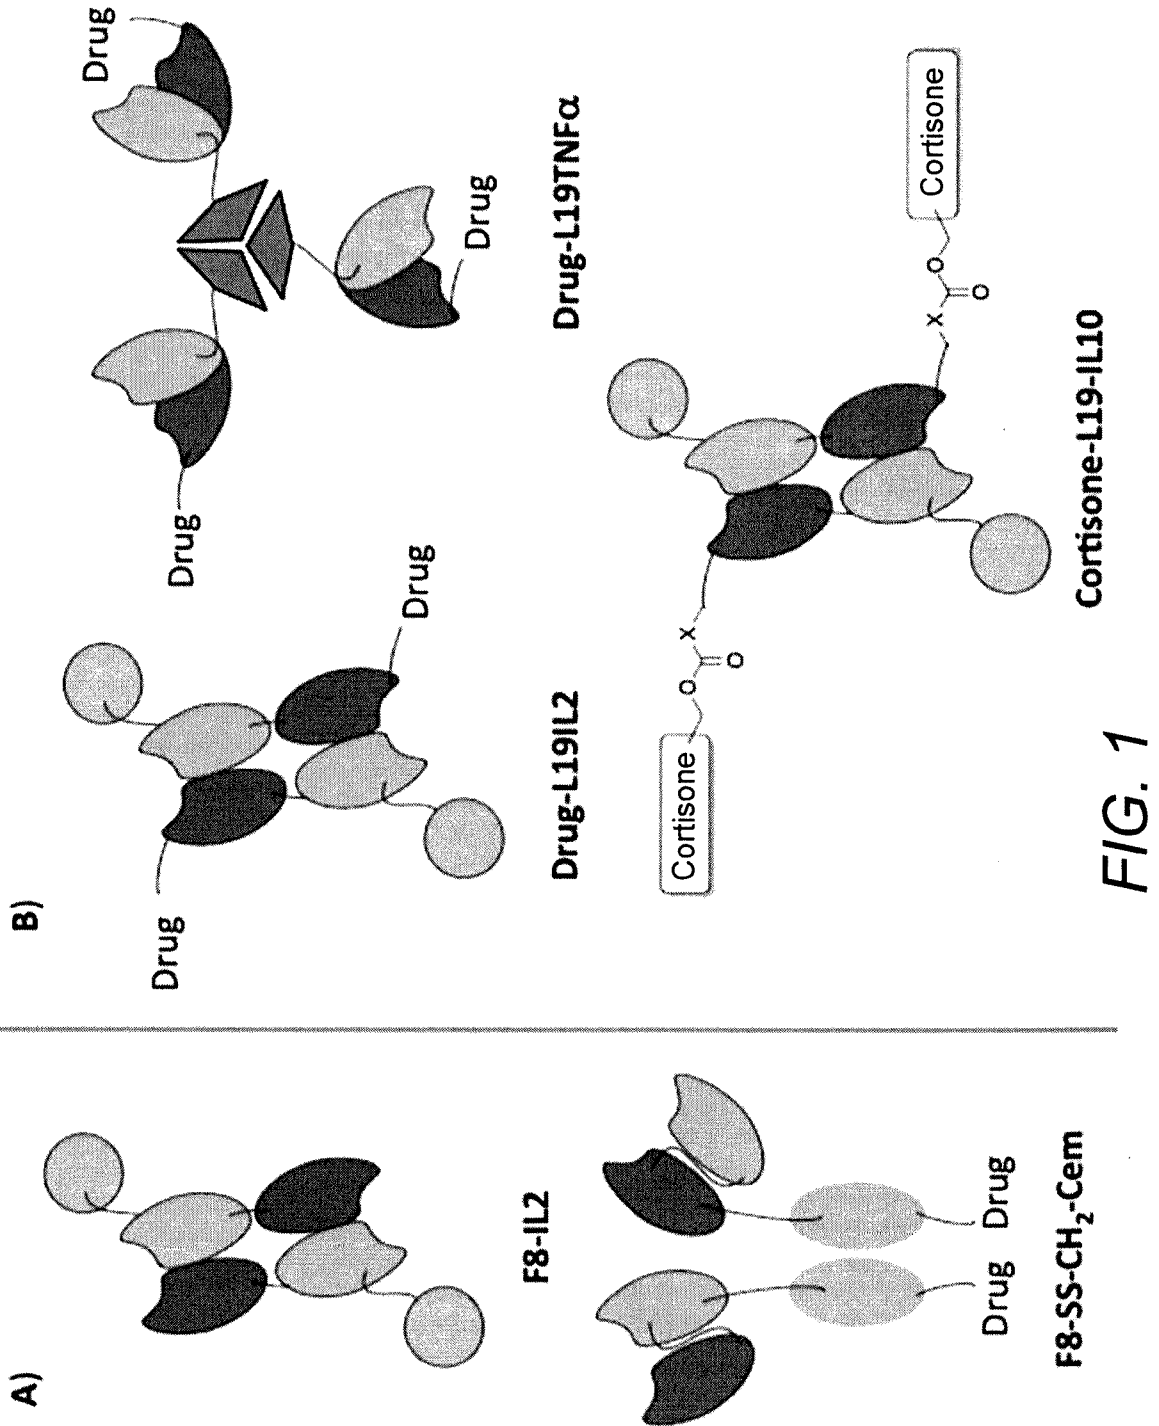 A)
F8-IL2
Drug
Drug
F8-SS-CH₂-Cem
B)
Drug
Drug
Drug-L19IL2
Drug
Drug
Drug
Drug-L19TNFα
Cortisone
O
O
X
X
O
O
Cortisone
Cortisone-L19-IL10
FIG. 1